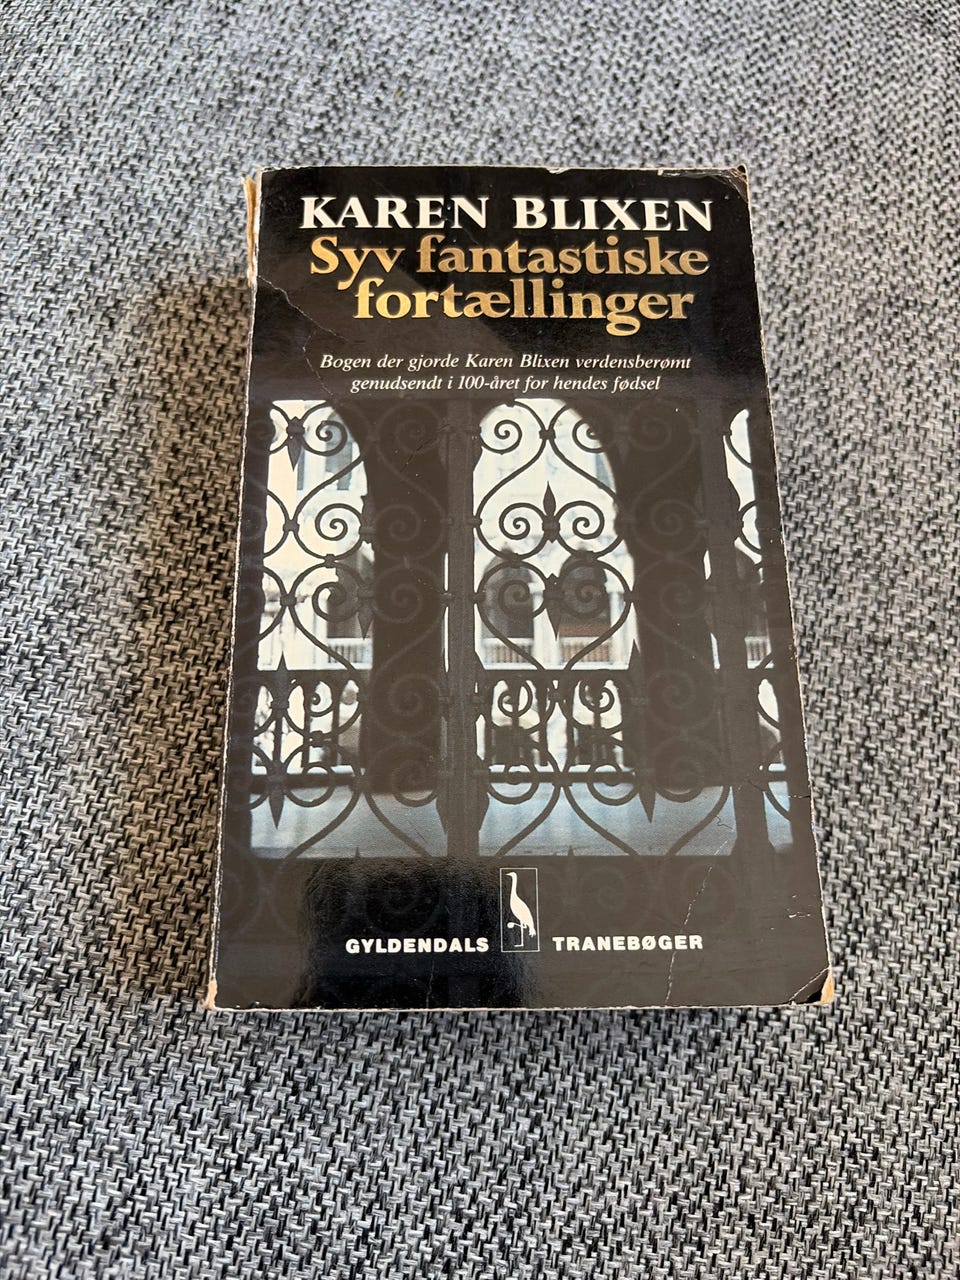 KAREN BLIXEN
Syv fantastiske
fortællinger
Bogen der gjorde Karen Blixen verdensberømt
genudsendt i 100-året for hendes fødsel
GYLDENDALS TRANEBØGER